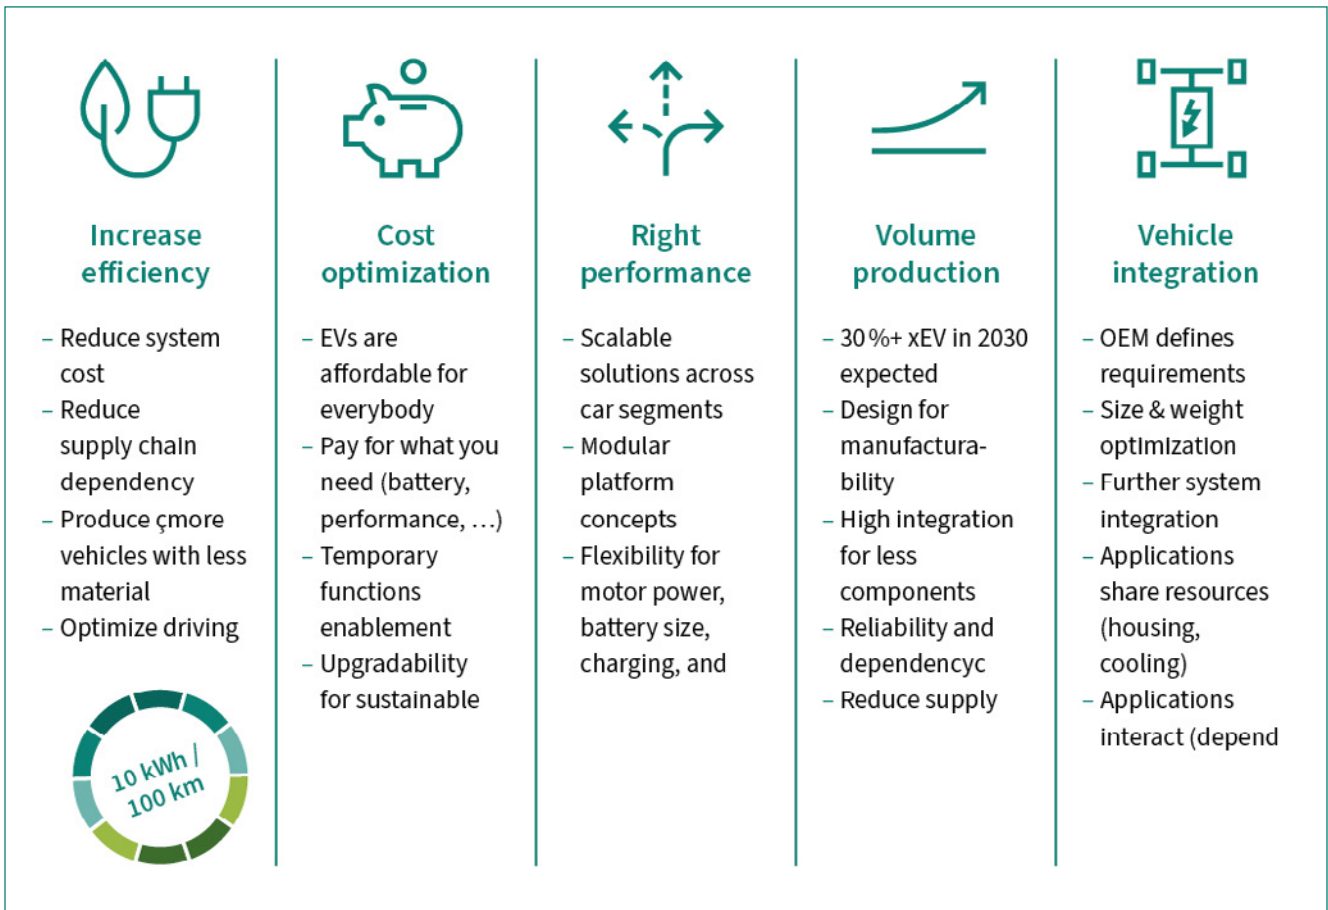 Increase
efficiency
– Reduce system
cost
– Reduce
supply chain
dependency
– Produce çmore
vehicles with less
material
– Optimize driving
10 kWh /
100 km
Cost
optimization
– EVs are
affordable for
everybody
– Pay for what you
need (battery,
performance, …)
– Temporary
functions
enablement
– Upgradability
for sustainable
Right
performance
– Scalable
solutions across
car segments
– Modular
platform
concepts
– Flexibility for
motor power,
battery size,
charging, and
Volume
production
– 30 %+ xEV in 2030
expected
– Design for
manufactura-
bility
– High integration
for less
components
– Reliability and
dependencyc
– Reduce supply
Vehicle
integration
– OEM defines
requirements
– Size & weight
optimization
– Further system
integration
– Applications
share resources
(housing,
cooling)
– Applications
interact (depend